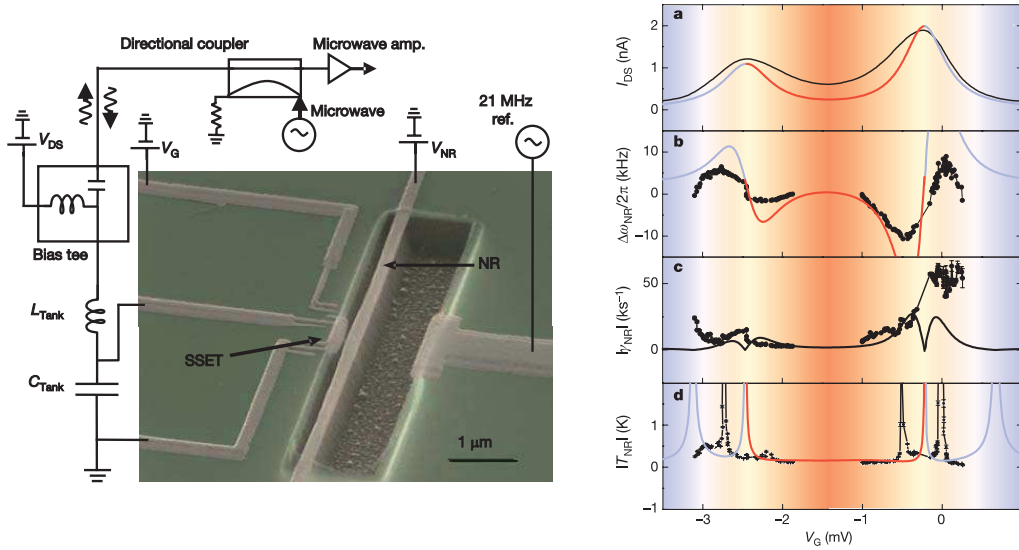 Directional coupler
Microwave amp.
Microwave
21 MHz
ref.
V_DS
V_G
V_NR
Bias tee
NR
L_Tank
SSET
C_Tank
1 μm
a
I_DS (nA)
2
1
0
b
Δω_NR/2π (kHz)
10
0
−10
c
|γ_NR| (ks⁻¹)
50
0
d
|T_NR| (K)
1
0
−1
−3
−2
−1
0
V_G (mV)